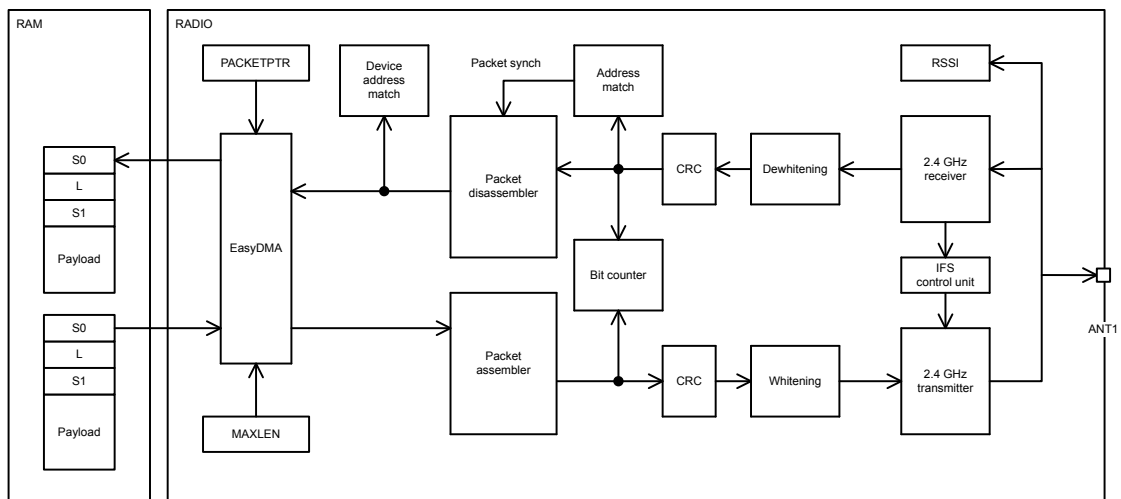 RAM
RADIO
PACKETPTR
Device
address
match
Packet synch
Address
match
RSSI
S0
L
S1
Payload
EasyDMA
Packet
disassembler
CRC
Dewhitening
2.4 GHz
receiver
Bit counter
IFS
control unit
ANT1
S0
L
S1
Payload
Packet
assembler
CRC
Whitening
2.4 GHz
transmitter
MAXLEN